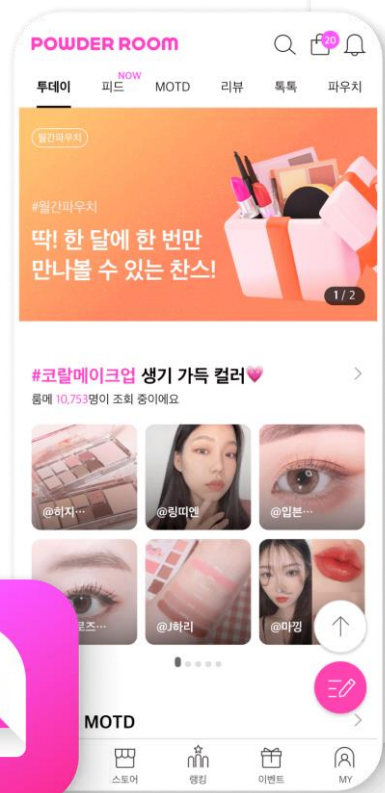 POWDER ROOM
20
NOW
투데이 피드 MOTD 리뷰 톡톡 파우치
월간파우치
#월간파우치
딱! 한 달에 한 번만
만나볼 수 있는 찬스!
1/2
#코랄메이크업 생기 가득 컬러
룸메 10,753명이 조회 중이에요
@히지… @링띠엔 @입본…
@J하리 @마낑
MOTD
스토어 랭킹 이벤트 MY